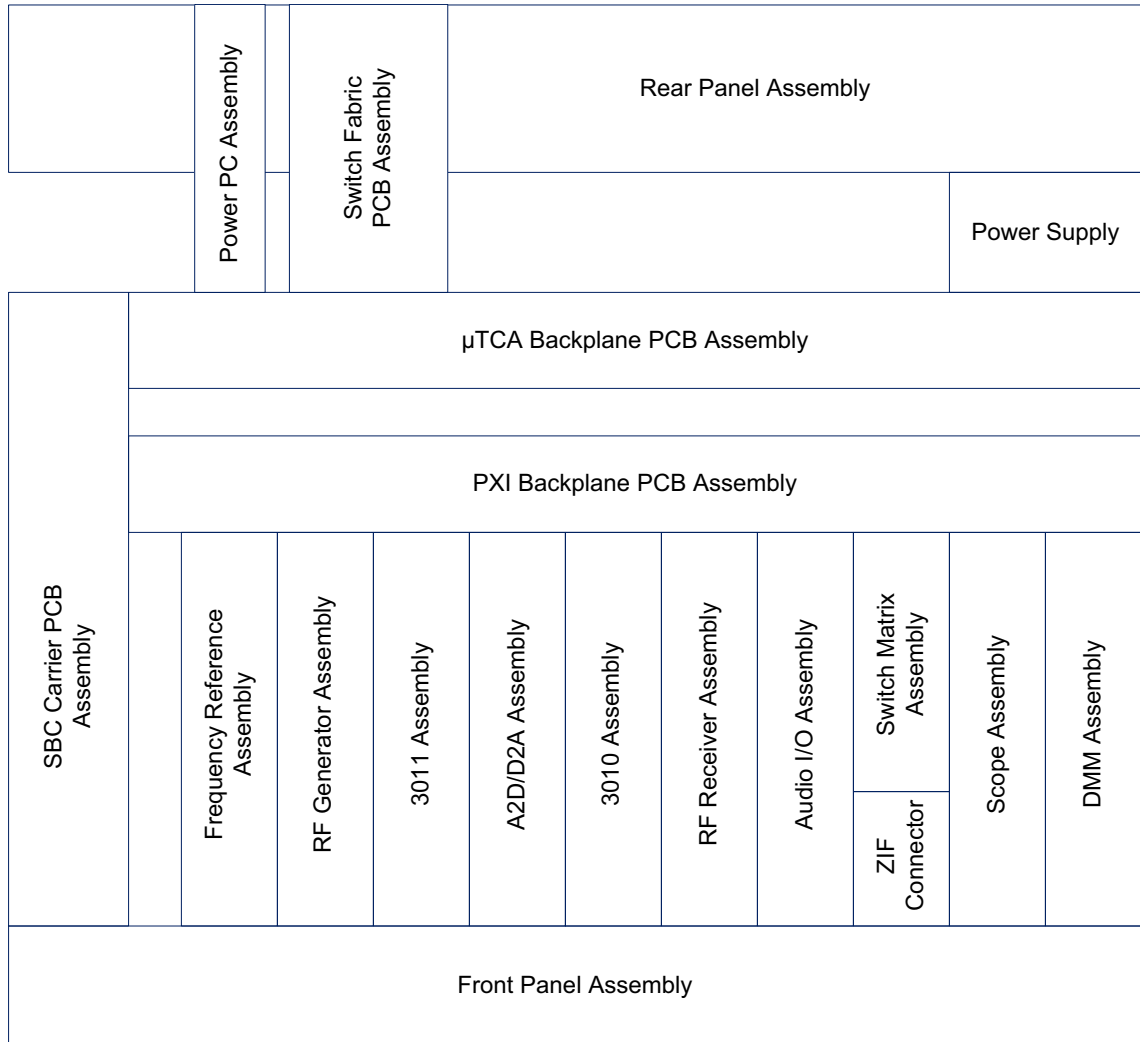 Power PC Assembly
Switch Fabric
PCB Assembly
Rear Panel Assembly
Power Supply
µTCA Backplane PCB Assembly
PXI Backplane PCB Assembly
SBC Carrier PCB
Assembly
Frequency Reference
Assembly
RF Generator Assembly
3011 Assembly
A2D/D2A Assembly
3010 Assembly
RF Receiver Assembly
Audio I/O Assembly
Switch Matrix
Assembly
ZIF
Connector
Scope Assembly
DMM Assembly
Front Panel Assembly